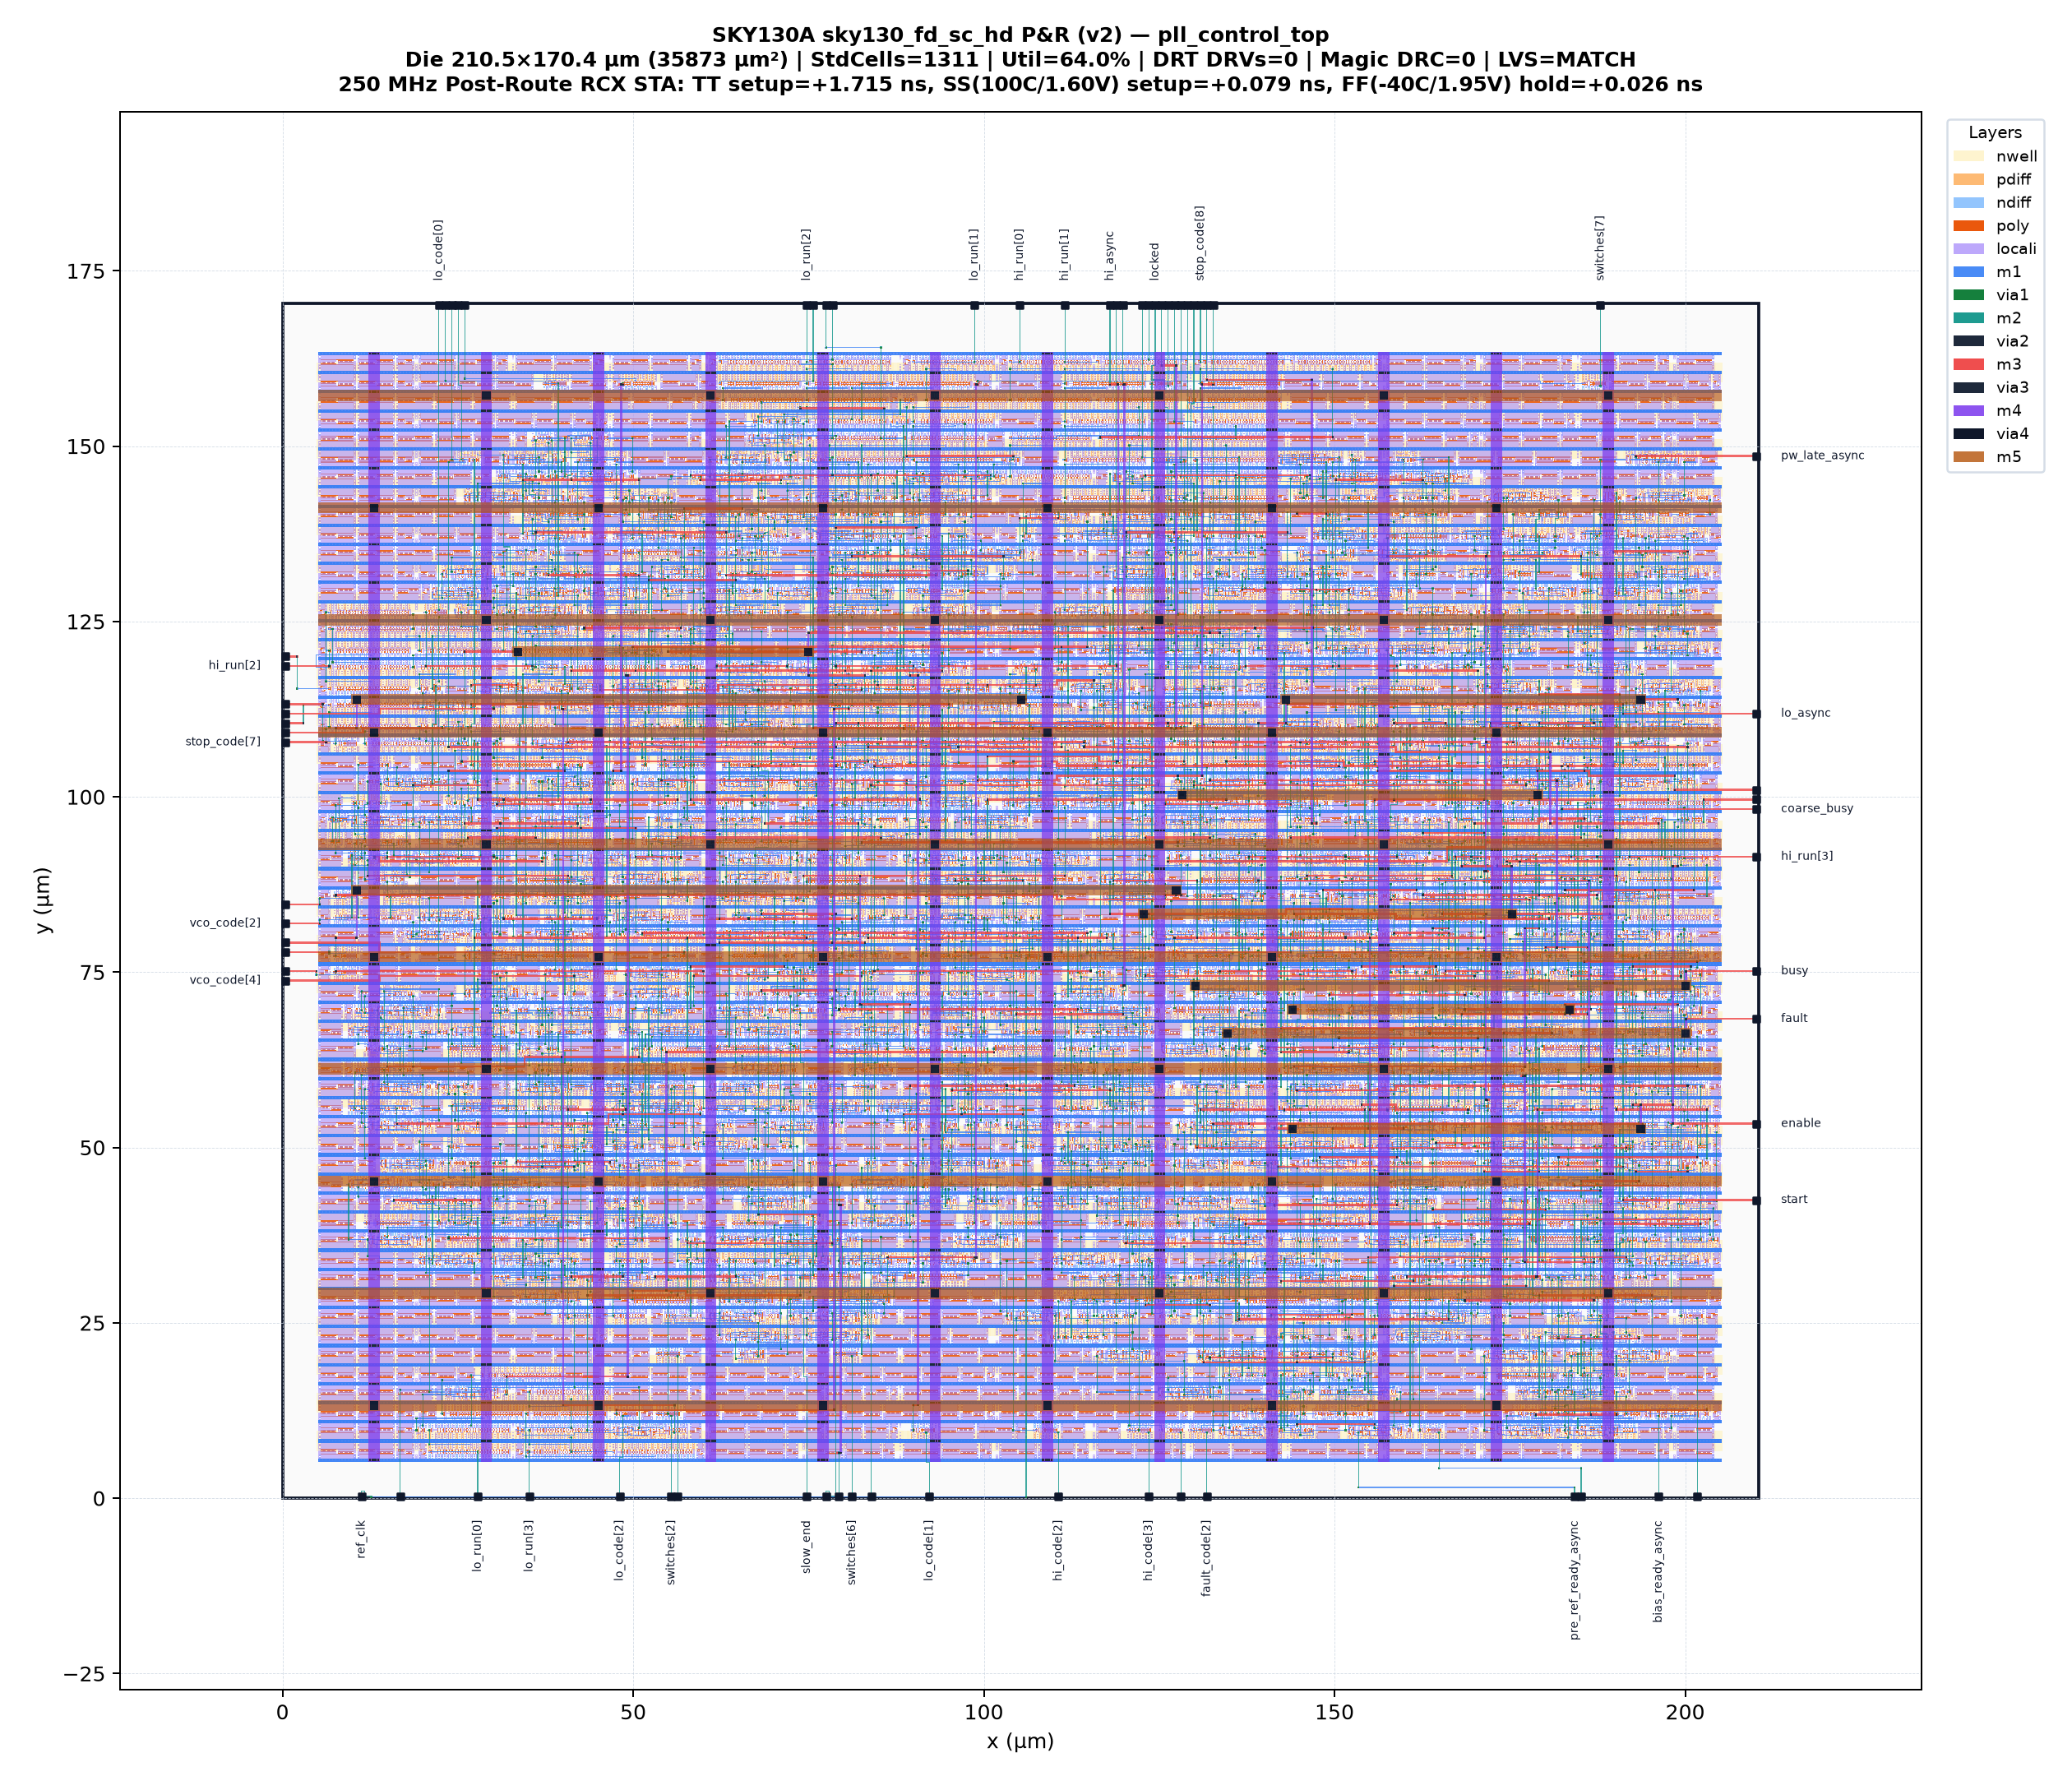 SKY130A sky130_fd_sc_hd P&R (v2) — pll_control_top
Die 210.5×170.4 µm (35873 µm²) | StdCells=1311 | Util=64.0% | DRT DRVs=0 | Magic DRC=0 | LVS=MATCH
250 MHz Post-Route RCX STA: TT setup=+1.715 ns, SS(100C/1.60V) setup=+0.079 ns, FF(-40C/1.95V) hold=+0.026 ns
Layers
nwell
pdiff
ndiff
poly
locali
m1
via1
m2
via2
m3
via3
m4
via4
m5
lo_code[0]
lo_run[2]
lo_run[1]
hi_run[0]
hi_run[1]
hi_async
locked
stop_code[8]
switches[7]
175
150
125
100
75
50
25
0
−25
y (µm)
hi_run[2]
stop_code[7]
vco_code[2]
vco_code[4]
pw_late_async
lo_async
coarse_busy
hi_run[3]
busy
fault
enable
start
ref_clk
lo_run[0]
lo_run[3]
lo_code[2]
switches[2]
slow_end
switches[6]
lo_code[1]
hi_code[2]
hi_code[3]
fault_code[2]
pre_ref_ready_async
bias_ready_async
0
50
100
150
200
x (µm)